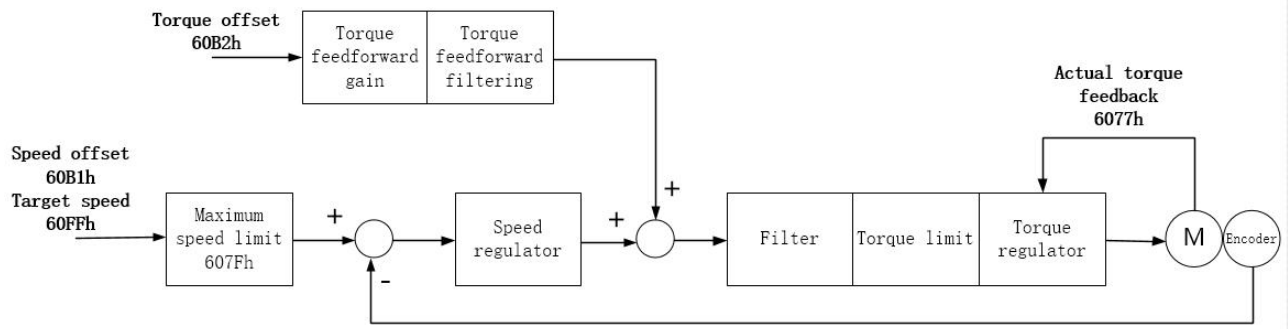 Torque offset
60B2h
Torque
feedforward
gain
Torque
feedforward
filtering
Actual torque
feedback
6077h
Speed offset
60B1h
Target speed
60FFh
Maximum
speed limit
607Fh
+
-
Speed
regulator
+
+
Filter
Torque limit
Torque
regulator
M
Encoder